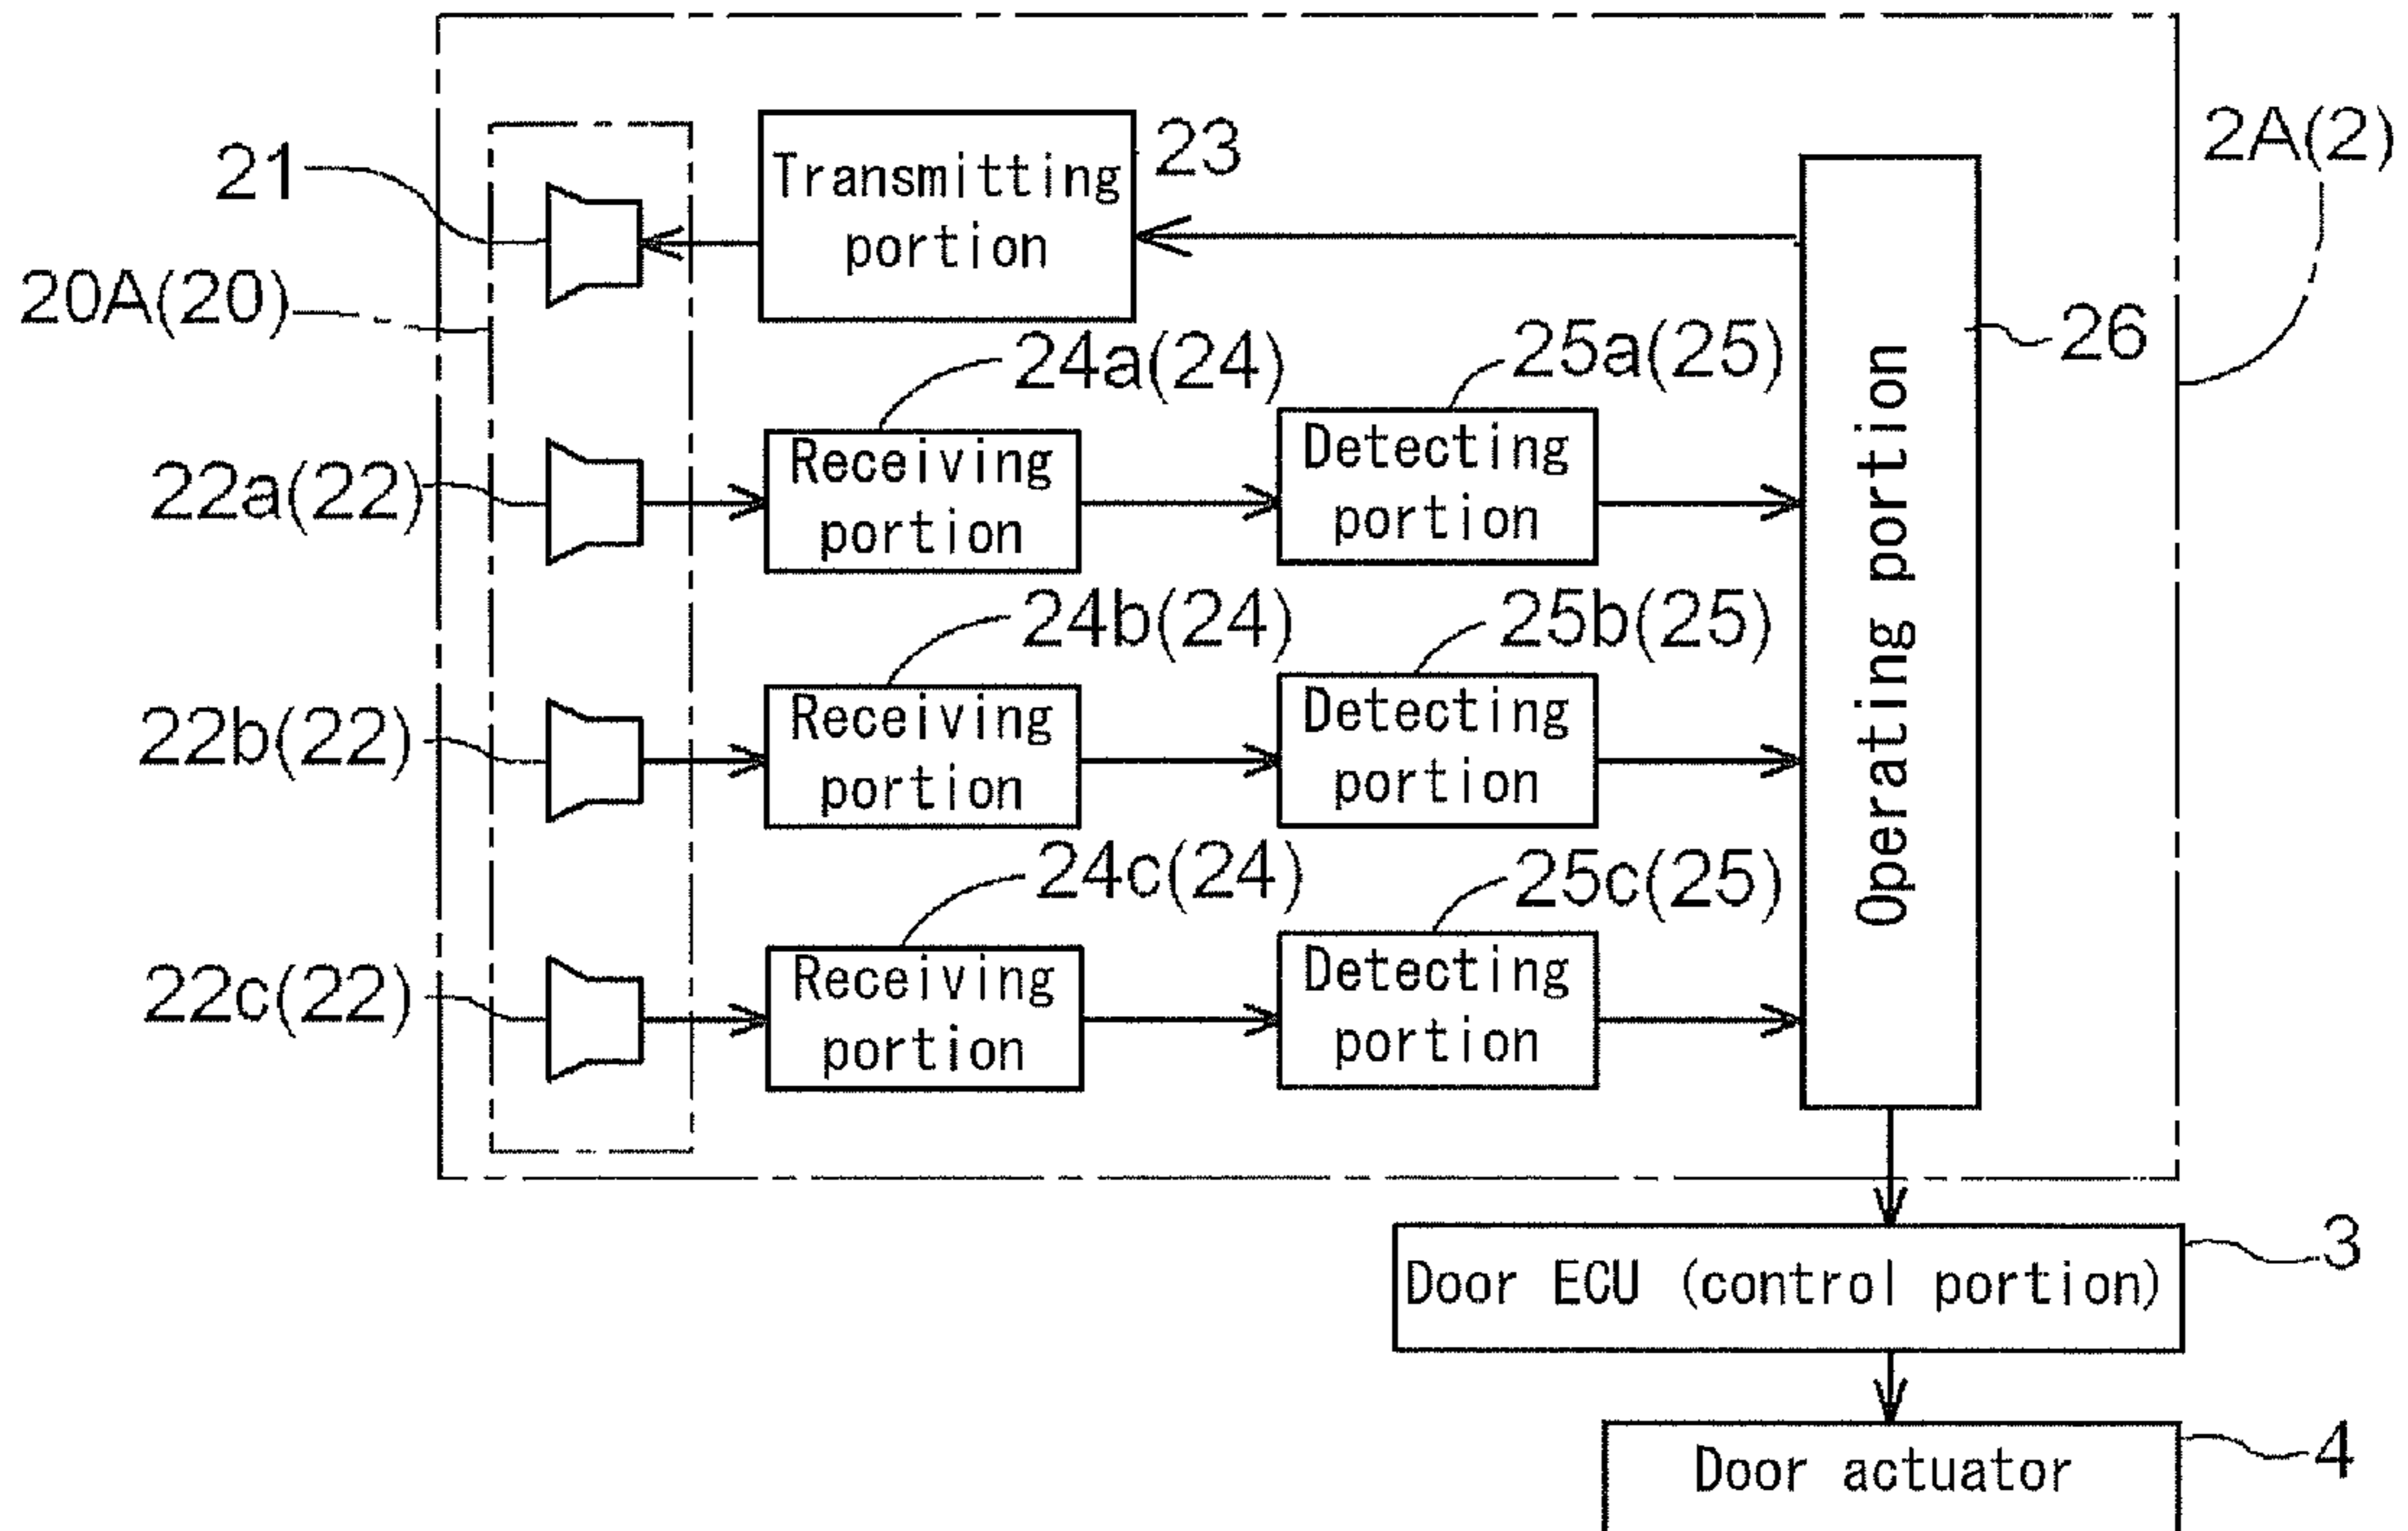 2A(2)
21
Transmitting
portion
23
20A(20)
26
24a(24)
25a(25)
22a(22)
Receiving
portion
Detecting
portion
Operating portion
24b(24)
25b(25)
22b(22)
Receiving
portion
Detecting
portion
24c(24)
25c(25)
22c(22)
Receiving
portion
Detecting
portion
Door ECU (control portion)
3
Door actuator
4